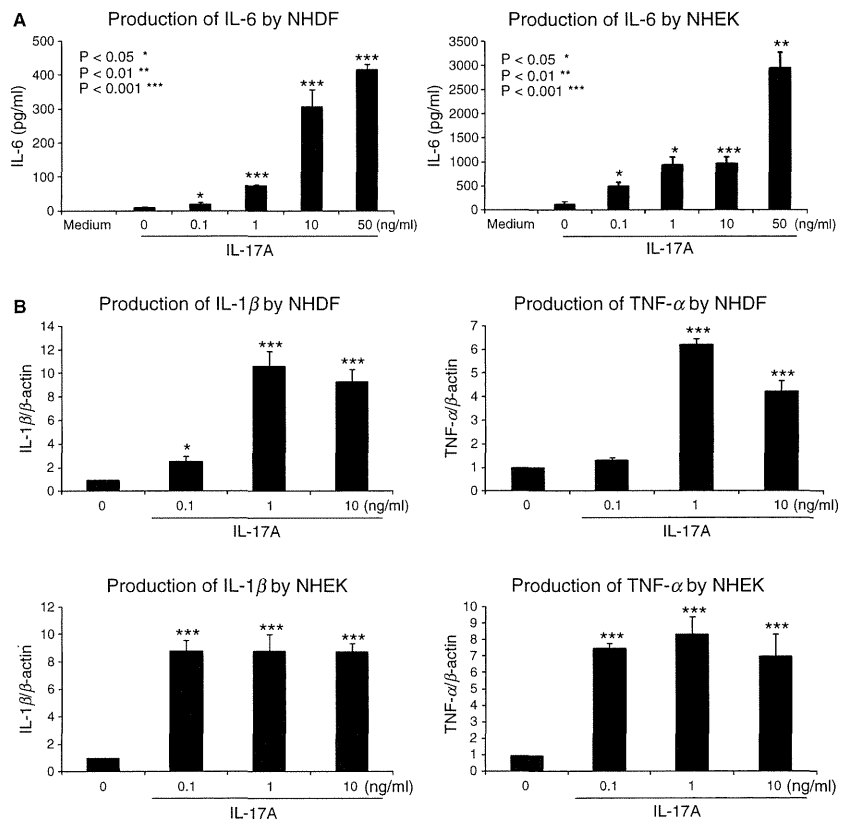 A
Production of IL-6 by NHDF
IL-6 (pg/ml)
600
500
400
300
200
100
0
P < 0.05 *
P < 0.01 **
P < 0.001 ***
*
***
***
***
Medium 0 0.1 1 10 50 (ng/ml)
IL-17A
Production of IL-6 by NHEK
IL-6 (pg/ml)
3500
3000
2500
2000
1500
1000
500
0
P < 0.05 *
P < 0.01 **
P < 0.001 ***
*
*
***
**
Medium 0 0.1 1 10 50 (ng/ml)
IL-17A
B
Production of IL-1β by NHDF
IL-1β/β-actin
14
12
10
8
6
4
2
0
*
***
***
0 0.1 1 10 (ng/ml)
IL-17A
Production of TNF-α by NHDF
TNF-α/β-actin
7
6
5
4
3
2
1
0
***
***
0 0.1 1 10 (ng/ml)
IL-17A
Production of IL-1β by NHEK
IL-1β/β-actin
12
10
8
6
4
2
0
***
***
***
0 0.1 1 10 (ng/ml)
IL-17A
Production of TNF-α by NHEK
TNF-α/β-actin
10
9
8
7
6
5
4
3
2
1
0
***
***
***
0 0.1 1 10 (ng/ml)
IL-17A